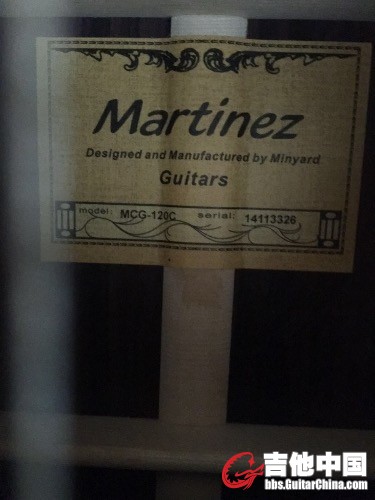 Martinez
Designed and Manufactured by Minyard
Guitars
model: MCG-120C serial: 14113326
吉他中国
bbs.GuitarChina.com